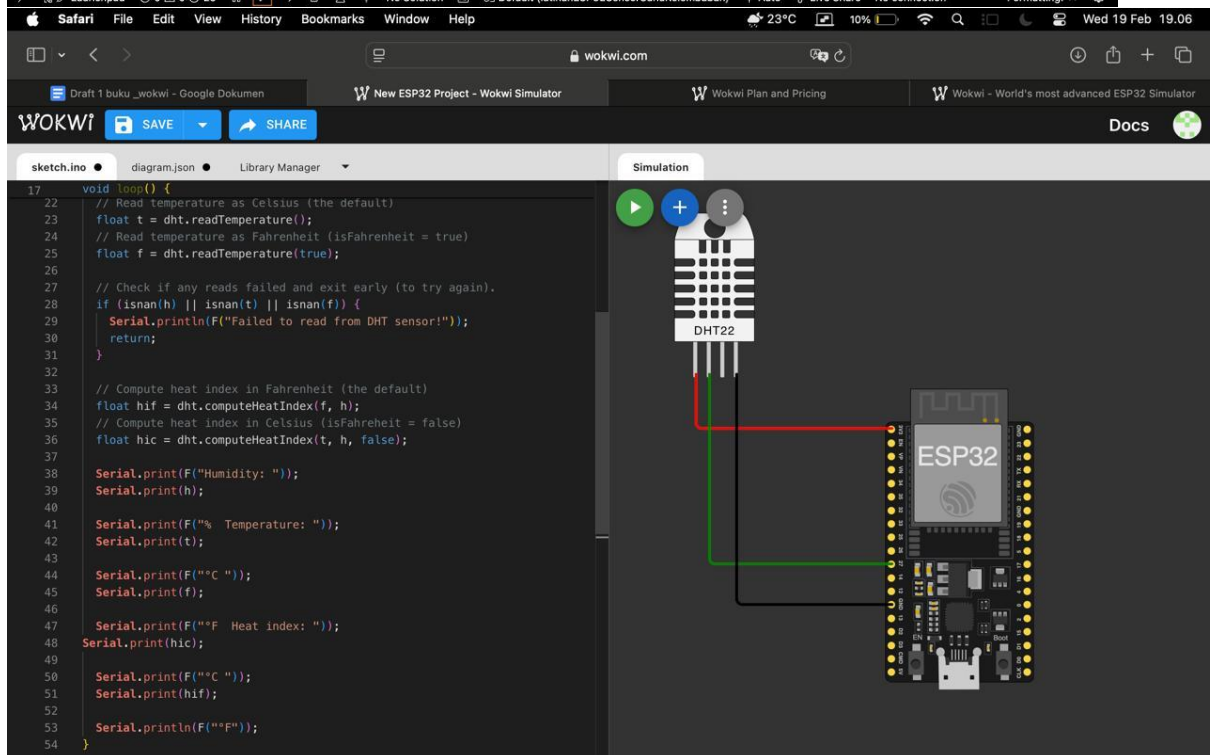 Safari File Edit View History Bookmarks Window Help 23°C 10% Wed 19 Feb 19.06
wokwi.com
Draft 1 buku _wokwi - Google Dokumen
New ESP32 Project - Wokwi Simulator
Wokwi Plan and Pricing
Wokwi - World's most advanced ESP32 Simulator
WOKWi SAVE SHARE Docs
sketch.ino diagram.json Library Manager
Simulation
17 void loop() {
22 // Read temperature as Celsius (the default)
23 float t = dht.readTemperature();
24 // Read temperature as Fahrenheit (isFahrenheit = true)
25 float f = dht.readTemperature(true);
26
27 // Check if any reads failed and exit early (to try again).
28 if (isnan(h) || isnan(t) || isnan(f)) {
29 Serial.println(F("Failed to read from DHT sensor!"));
30 return;
31 }
32
33 // Compute heat index in Fahrenheit (the default)
34 float hif = dht.computeHeatIndex(f, h);
35 // Compute heat index in Celsius (isFahreheit = false)
36 float hic = dht.computeHeatIndex(t, h, false);
37
38 Serial.print(F("Humidity: "));
39 Serial.print(h);
40
41 Serial.print(F("% Temperature: "));
42 Serial.print(t);
43
44 Serial.print(F("°C "));
45 Serial.print(f);
46
47 Serial.print(F("°F Heat index: "));
48 Serial.print(hic);
49
50 Serial.print(F("°C "));
51 Serial.print(hif);
52
53 Serial.println(F("°F"));
54 }
DHT22
ESP32
EN
Boot